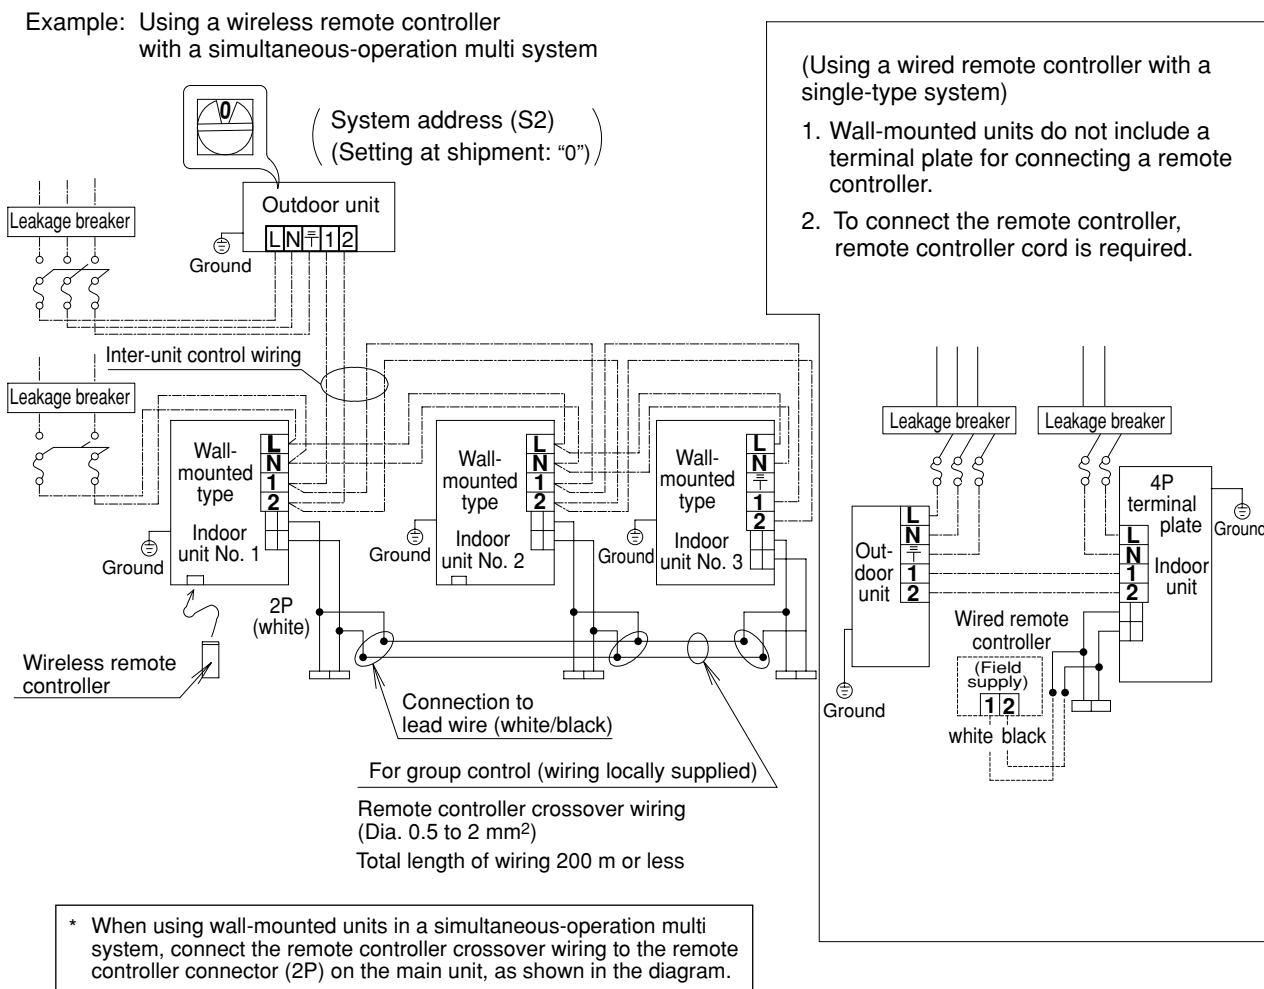 Example: Using a wireless remote controller
with a simultaneous-operation multi system
0
System address (S2)
(Setting at shipment: “0”)
Leakage breaker
Outdoor unit
L N 1 2
Ground
Inter-unit control wiring
Leakage breaker
Wall-
mounted
type
Indoor
unit No. 1
L
N
1
2
Ground
Wall-
mounted
type
Indoor
unit No. 2
L
N
1
2
Ground
Wall-
mounted
type
Indoor
unit No. 3
L
N
1
2
Ground
2P
(white)
Wireless remote
controller
Connection to
lead wire (white/black)
For group control (wiring locally supplied)
Remote controller crossover wiring
(Dia. 0.5 to 2 mm²)
Total length of wiring 200 m or less
* When using wall-mounted units in a simultaneous-operation multi
system, connect the remote controller crossover wiring to the remote
controller connector (2P) on the main unit, as shown in the diagram.
(Using a wired remote controller with a
single-type system)
1. Wall-mounted units do not include a
terminal plate for connecting a remote
controller.
2. To connect the remote controller,
remote controller cord is required.
Leakage breaker
Leakage breaker
Out-
door
unit
L
N
1
2
Ground
4P
terminal
plate
Indoor
unit
L
N
1
2
Ground
Wired remote
controller
(Field
supply)
1 2
white black